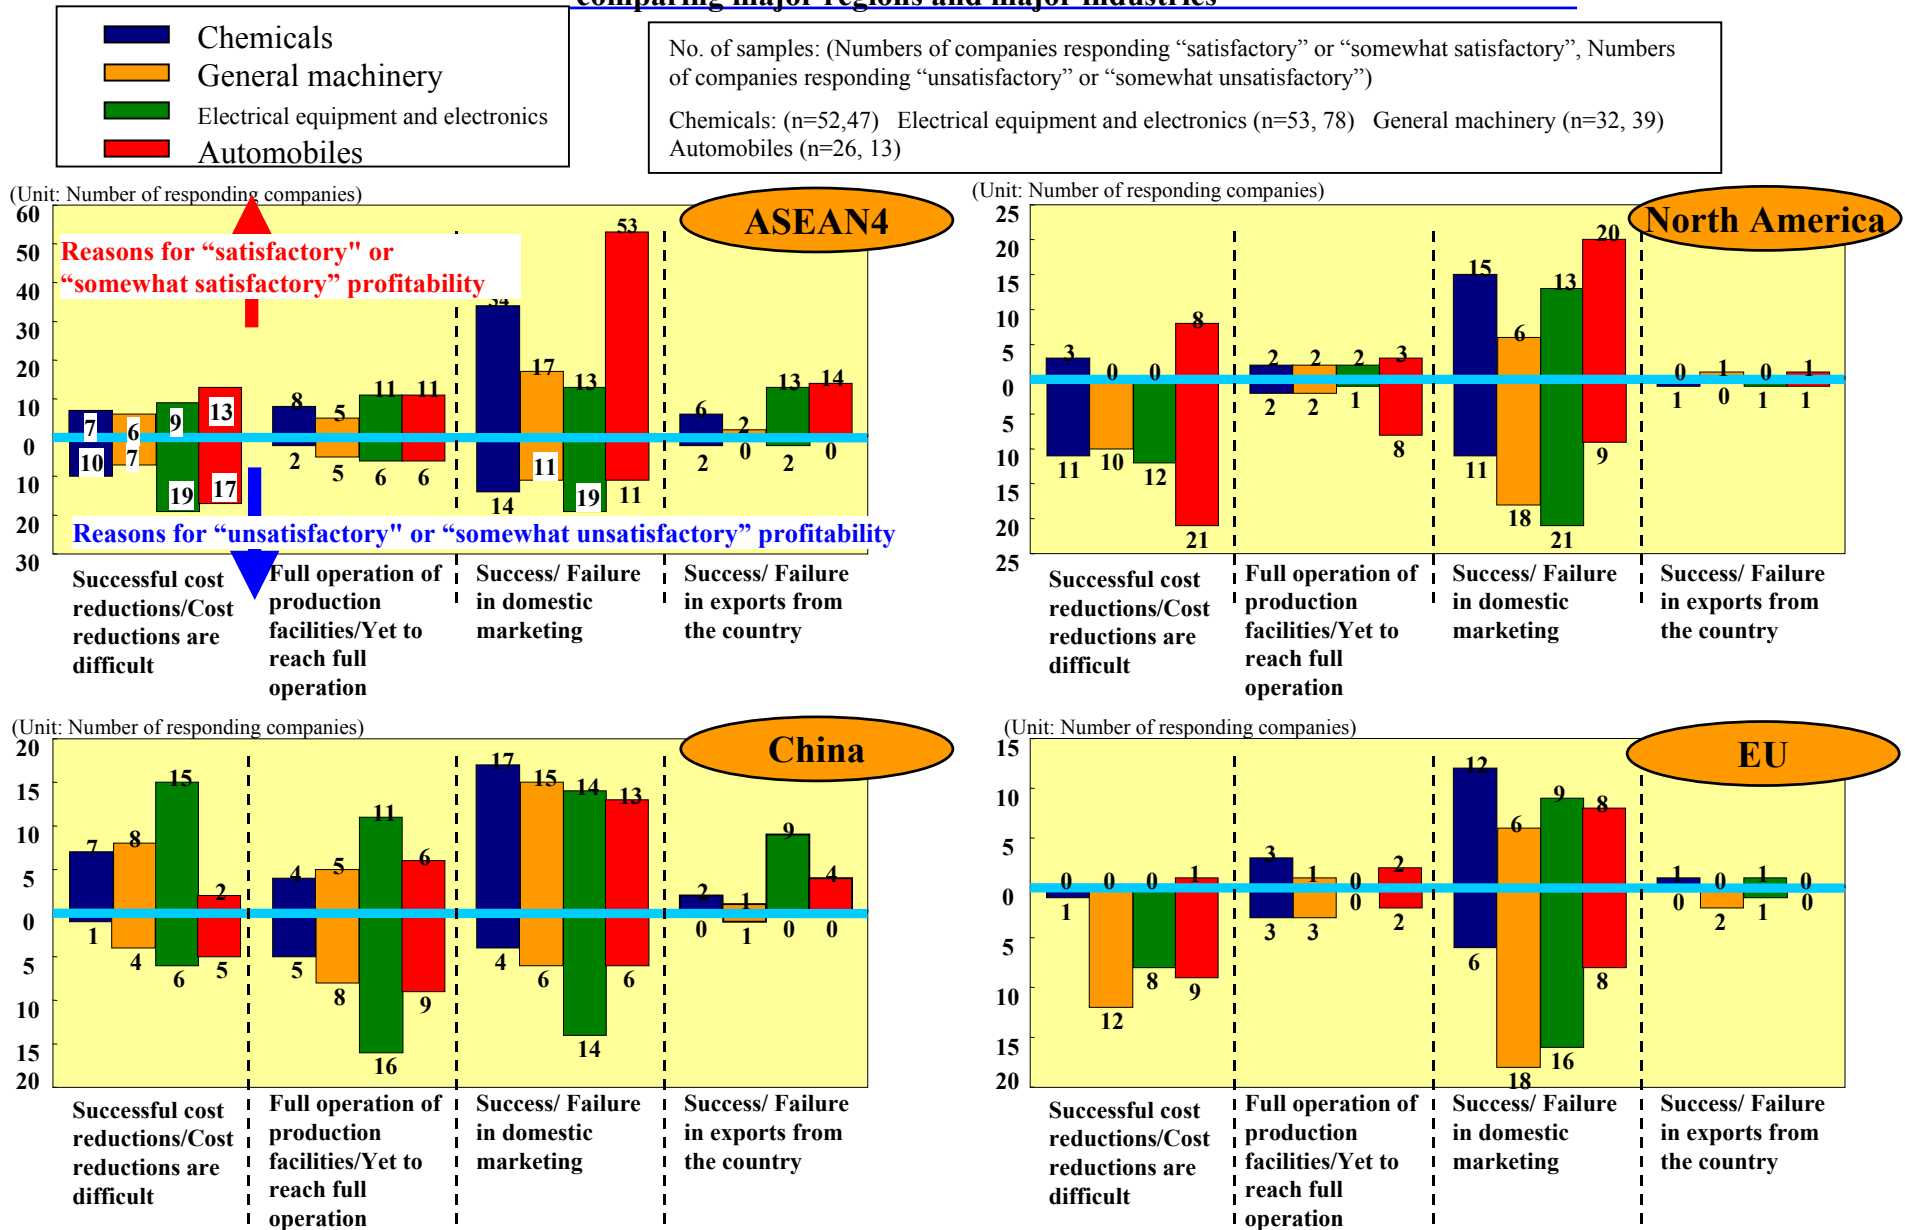 comparing major regions and major industries
Chemicals
General machinery
Electrical equipment and electronics
Automobiles
No. of samples: (Numbers of companies responding “satisfactory” or “somewhat satisfactory”, Numbers
of companies responding “unsatisfactory” or “somewhat unsatisfactory”)
Chemicals: (n=52,47) Electrical equipment and electronics (n=53, 78) General machinery (n=32, 39)
Automobiles (n=26, 13)
(Unit: Number of responding companies)
ASEAN4
60
50
40
30
20
10
0
10
20
30
Reasons for “satisfactory" or
“somewhat satisfactory” profitability
7 6 9 13
10 7 19 17
8 5 11 11
2 5 6 6
34 17 13 53
14 11 19 11
6 2 13 14
2 0 2 0
Reasons for “unsatisfactory" or “somewhat unsatisfactory” profitability
Successful cost
reductions/Cost
reductions are
difficult
Full operation of
production
facilities/Yet to
reach full
operation
Success/ Failure
in domestic
marketing
Success/ Failure
in exports from
the country
(Unit: Number of responding companies)
North America
25
20
15
10
5
0
5
10
15
20
25
3 0 0 8
11 10 12 21
2 2 2 3
2 2 1 8
15 6 13 20
11 18 21 9
0 1 0 1
1 0 1 1
Successful cost
reductions/Cost
reductions are
difficult
Full operation of
production
facilities/Yet to
reach full
operation
Success/ Failure
in domestic
marketing
Success/ Failure
in exports from
the country
(Unit: Number of responding companies)
China
20
15
10
5
0
5
10
15
20
7 8 15 2
1 4 6 5
4 5 11 6
5 8 16 9
17 15 14 13
4 6 14 6
2 1 9 4
0 1 0 0
Successful cost
reductions/Cost
reductions are
difficult
Full operation of
production
facilities/Yet to
reach full
operation
Success/ Failure
in domestic
marketing
Success/ Failure
in exports from
the country
(Unit: Number of responding companies)
EU
15
10
5
0
5
10
15
20
0 0 0 1
1 12 8 9
3 1 0 2
3 3 0 2
12 6 9 8
6 18 16 8
1 0 1 0
0 2 1 0
Successful cost
reductions/Cost
reductions are
difficult
Full operation of
production
facilities/Yet to
reach full
operation
Success/ Failure
in domestic
marketing
Success/ Failure
in exports from
the country